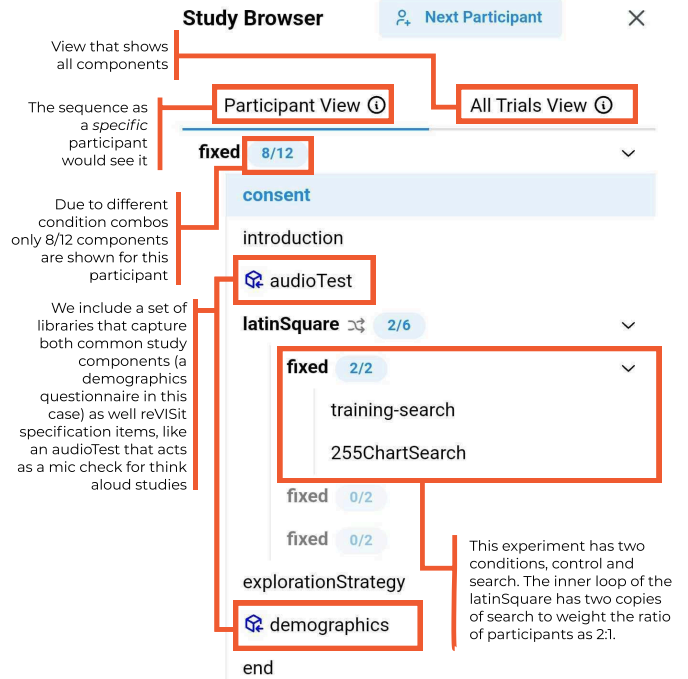 Study Browser
Next Participant
View that shows
all components
Participant View
All Trials View
The sequence as
a specific
participant
would see it
fixed 8/12
consent
Due to different
condition combos
only 8/12 components
are shown for this
participant
introduction
audioTest
We include a set of
libraries that capture
both common study
components (a
demographics
questionnaire in this
case) as well reVISit
specification items, like
an audioTest that acts
as a mic check for think
aloud studies
latinSquare 2/6
fixed 2/2
training-search
255ChartSearch
fixed 0/2
fixed 0/2
This experiment has two
conditions, control and
search. The inner loop of the
latinSquare has two copies
of search to weight the ratio
of participants as 2:1.
explorationStrategy
demographics
end